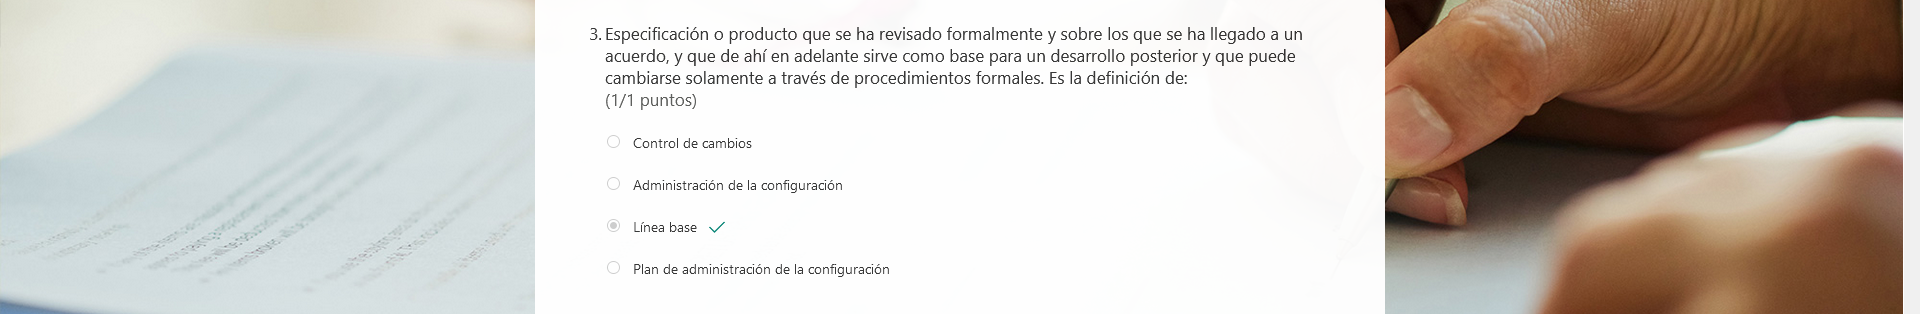 3. Especificación o producto que se ha revisado formalmente y sobre los que se ha llegado a un
acuerdo, y que de ahí en adelante sirve como base para un desarrollo posterior y que puede
cambiarse solamente a través de procedimientos formales. Es la definición de:
(1/1 puntos)
Control de cambios
Administración de la configuración
Línea base
Plan de administración de la configuración